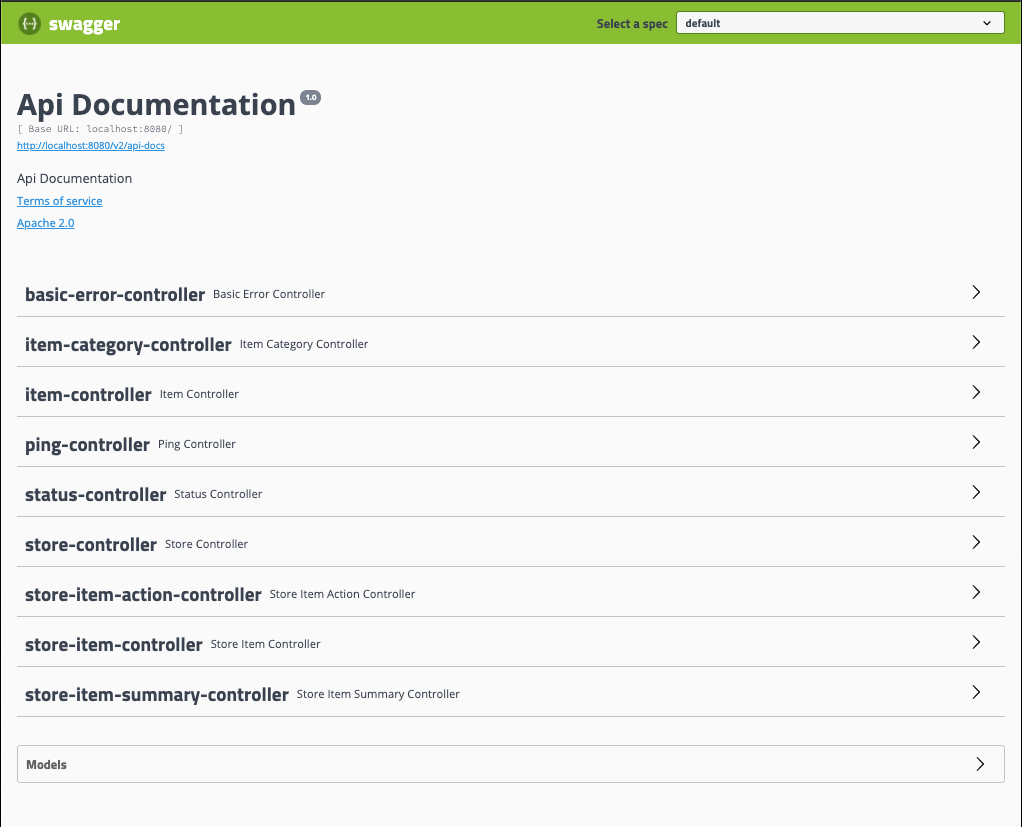 {···} swagger
Select a spec default
Api Documentation 1.0
[ Base URL: localhost:8080/ ]
http://localhost:8080/v2/api-docs
Api Documentation
Terms of service
Apache 2.0
basic-error-controller Basic Error Controller
item-category-controller Item Category Controller
item-controller Item Controller
ping-controller Ping Controller
status-controller Status Controller
store-controller Store Controller
store-item-action-controller Store Item Action Controller
store-item-controller Store Item Controller
store-item-summary-controller Store Item Summary Controller
Models